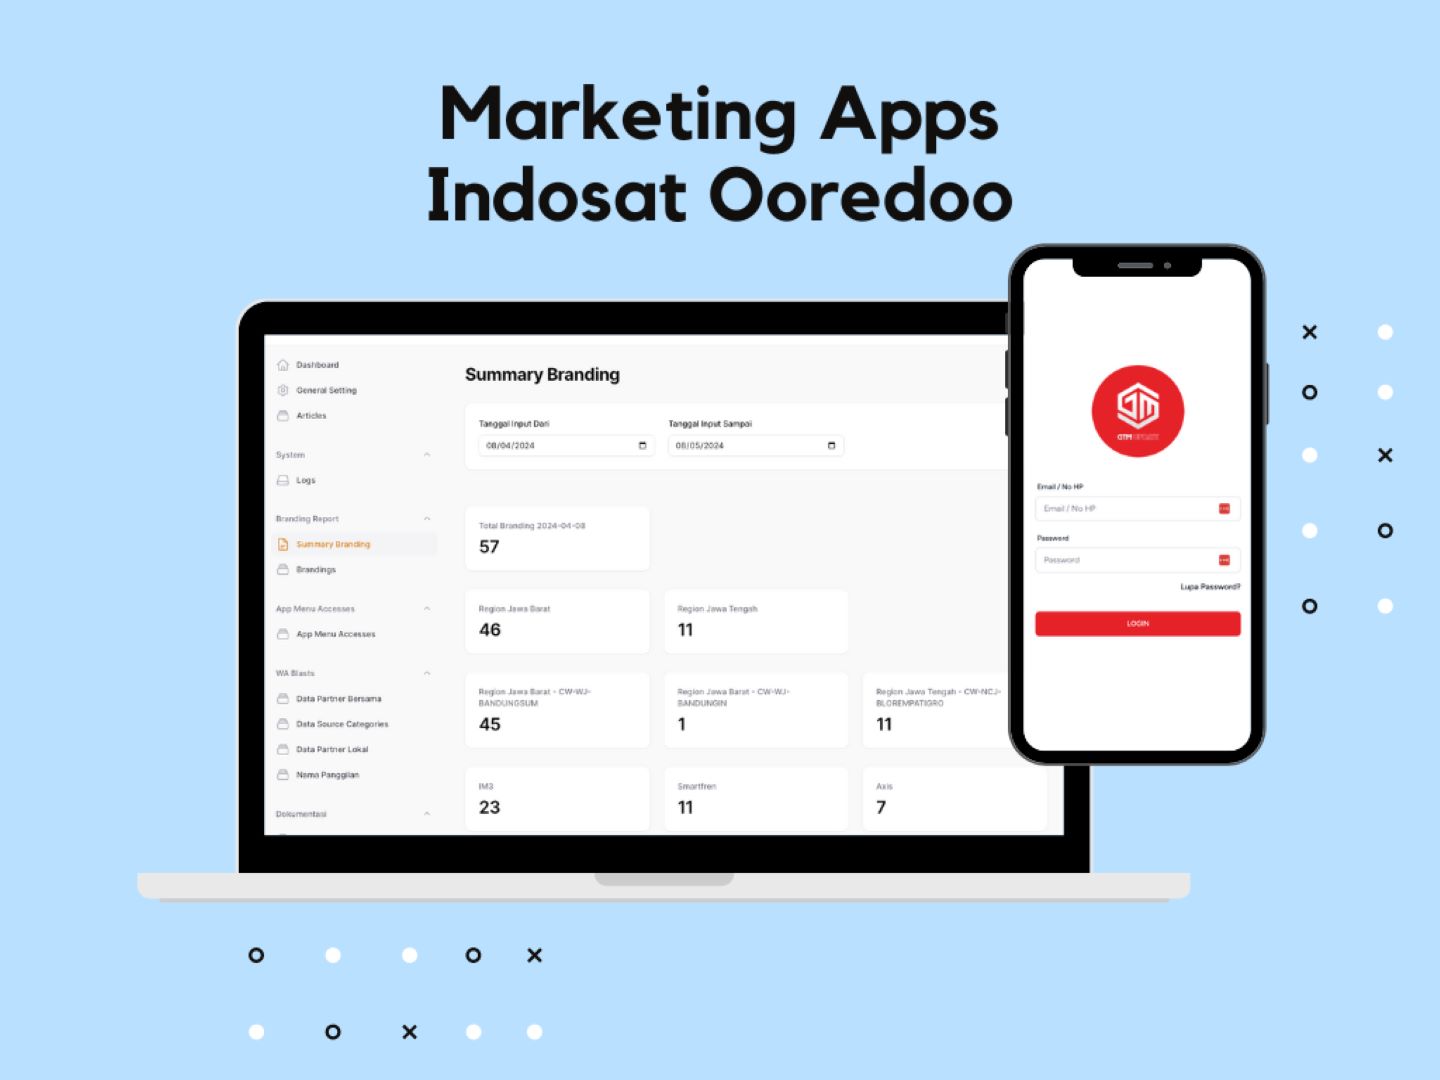 Marketing Apps
Indosat Ooredoo
Dashboard
General Setting
Articles
System
Logs
Branding Report
Summary Branding
Brandings
App Menu Accesses
App Menu Accesses
WA Blasts
Data Partner Bersama
Data Source Categories
Data Partner Lokal
Nama Panggilan
Dokumentasi
Summary Branding
Tanggal Input Dari
Tanggal Input Sampai
08/04/2024
08/05/2024
Total Branding 2024-04-08
57
Region Jawa Barat
46
Region Jawa Tengah
11
Region Jawa Barat - CW-WJ-
BANDUNGSUM
45
Region Jawa Barat - CW-WJ-
BANDUNGIN
1
Region Jawa Tengah - CW-NCJ-
BLOREMPATIGRO
11
IM3
23
Smartfren
11
Axis
7
GTM
Email / No HP
Email / No HP
Password
Password
Lupa Password?
LOGIN